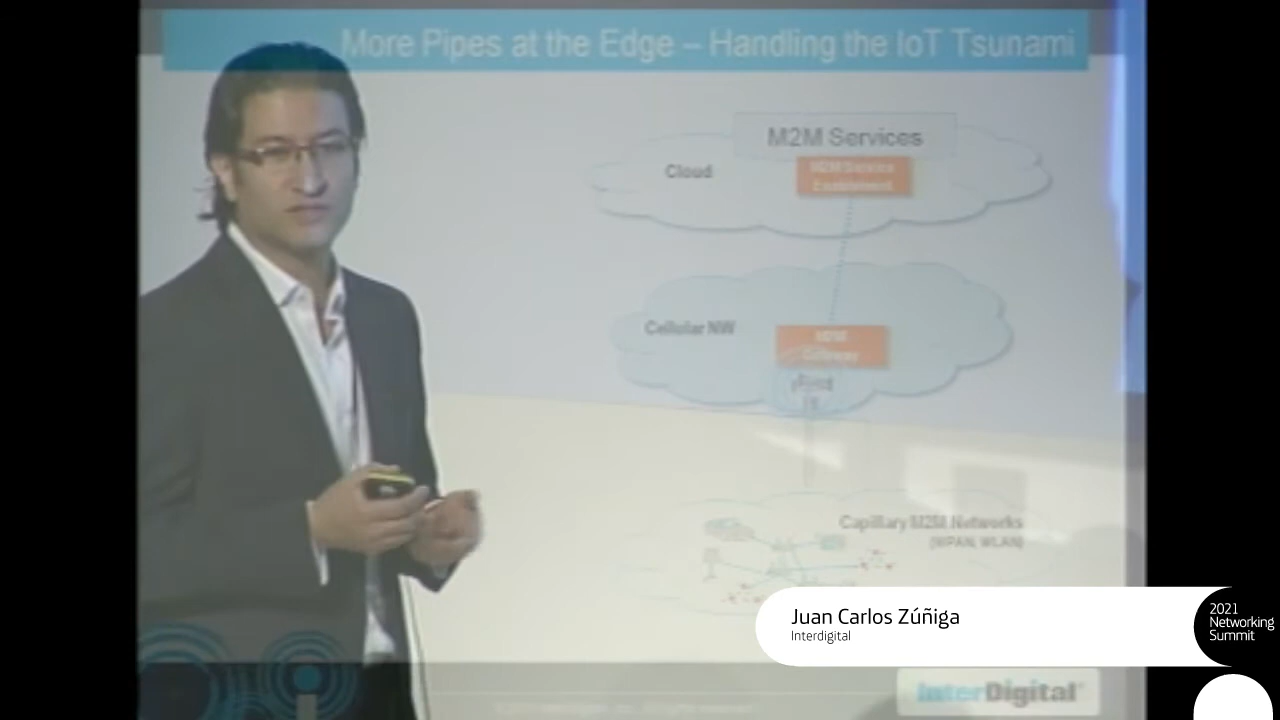 More Pipes at the Edge – Handling the IoT Tsunami
M2M Services
Cloud
Cellular NW
Capillary M2M Networks
(WPAN, WLAN)
Juan Carlos Zúñiga
Interdigital
2021
Networking
Summit
InterDigital